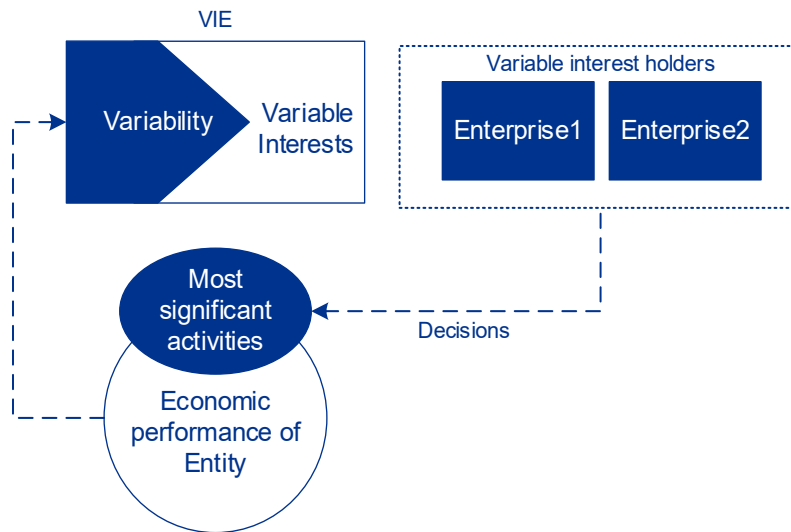 VIE
Variability
Variable
Interests
Variable interest holders
Enterprise1
Enterprise2
Decisions
Most
significant
activities
Economic
performance of
Entity